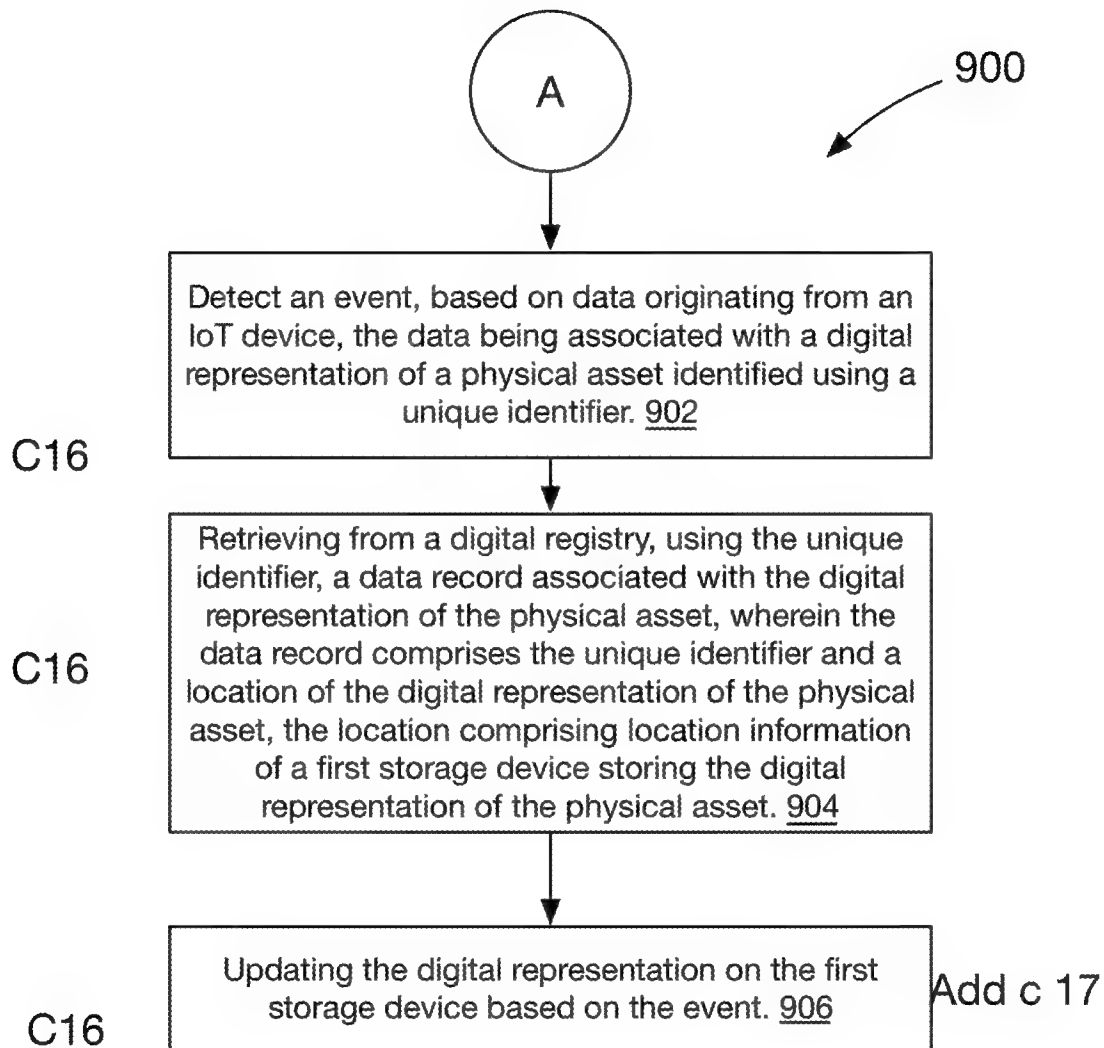 A
900
Detect an event, based on data originating from an
IoT device, the data being associated with a digital
representation of a physical asset identified using a
unique identifier. 902
C16
Retrieving from a digital registry, using the unique
identifier, a data record associated with the digital
representation of the physical asset, wherein the
data record comprises the unique identifier and a
location of the digital representation of the physical
asset, the location comprising location information
of a first storage device storing the digital
representation of the physical asset. 904
C16
Updating the digital representation on the first
storage device based on the event. 906
Add c 17
C16